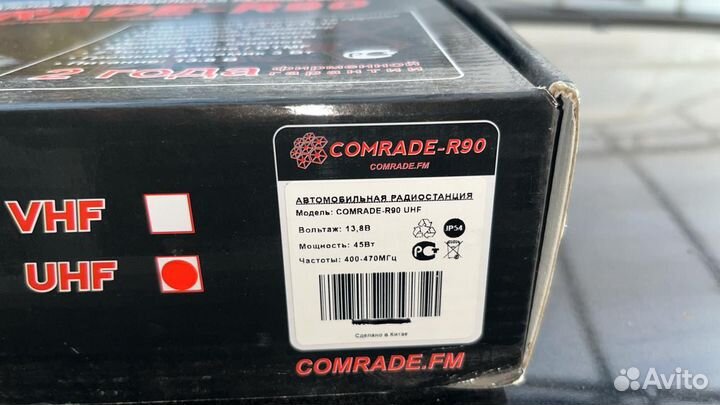 2 года фирменной
гарантии
VHF
UHF
COMRADE-R90
COMRADE.FM
АВТОМОБИЛЬНАЯ РАДИОСТАНЦИЯ
Модель: COMRADE-R90 UHF
Вольтаж: 13,8В
Мощность: 45Вт
Частоты: 400-470МГц
IP54
РСТ
Сделано в Китае
COMRADE.FM
Avito